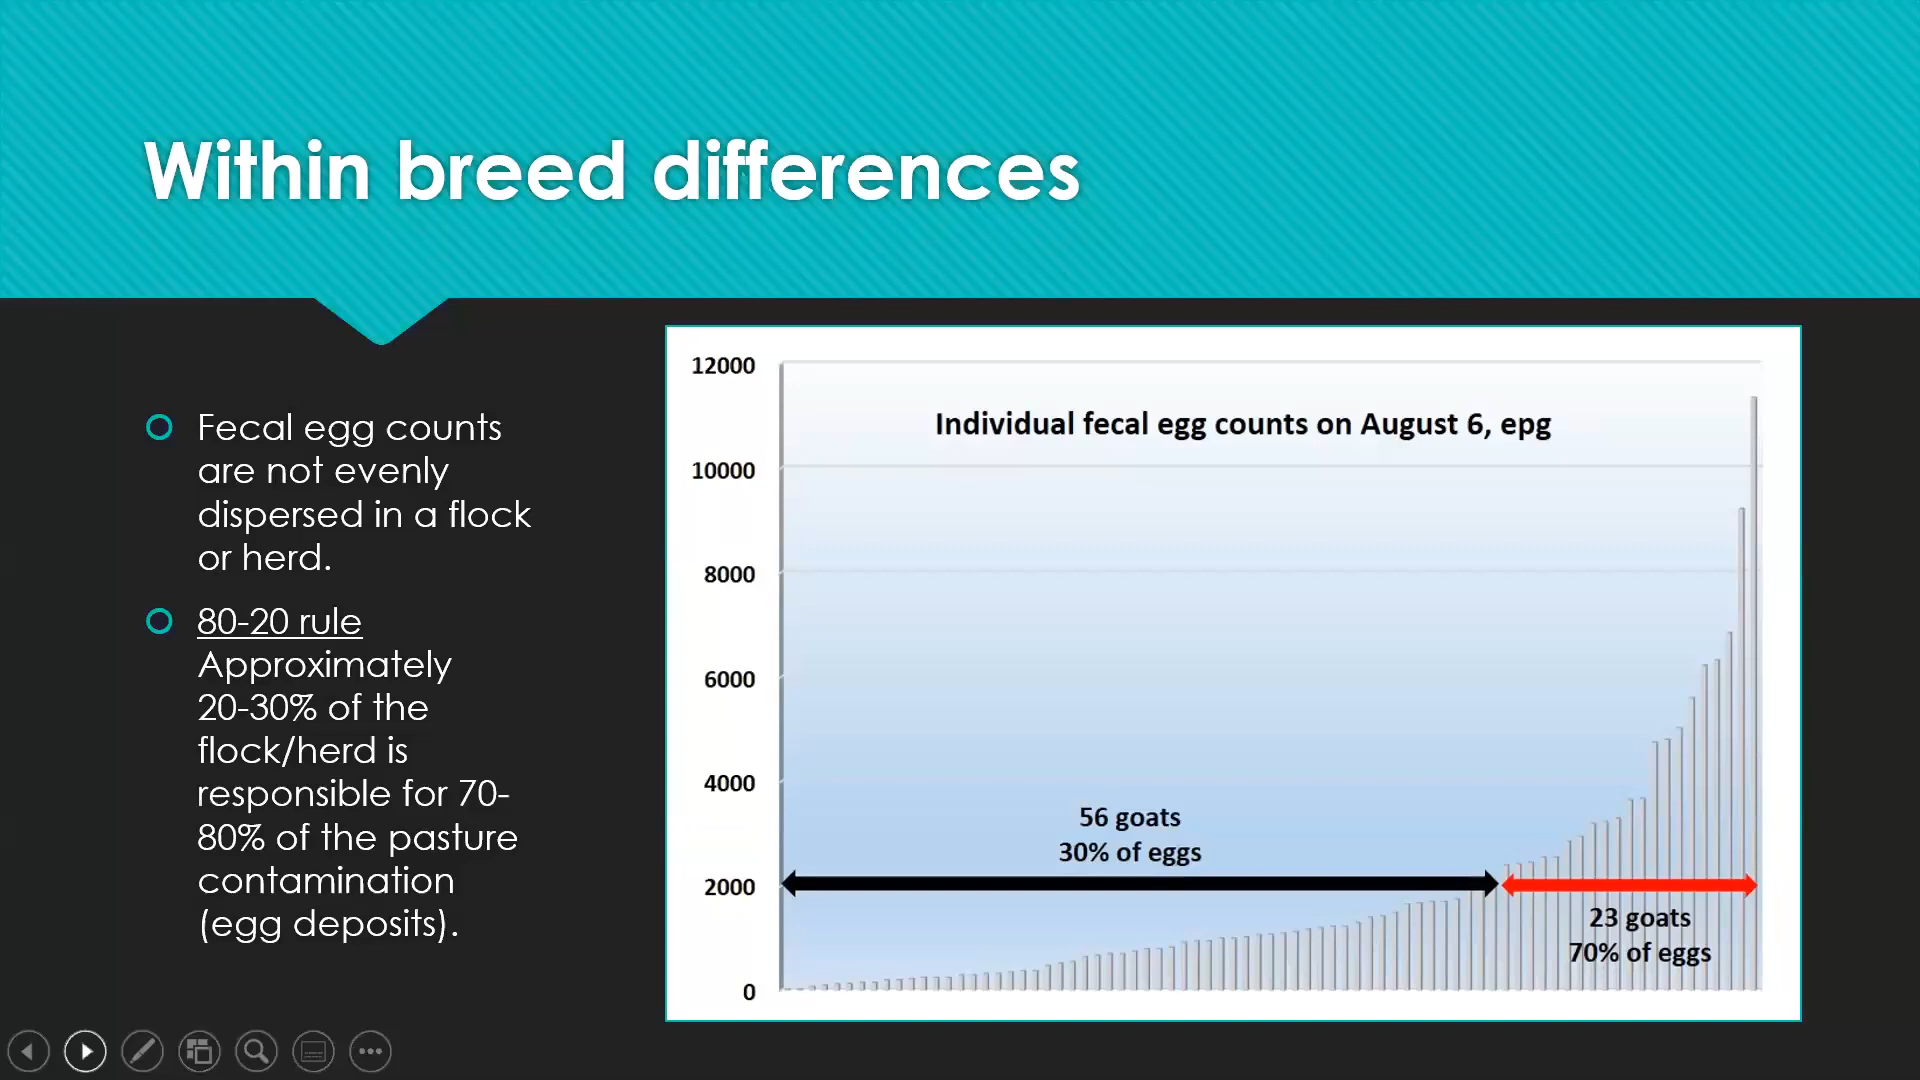 Within breed differences
Fecal egg counts
are not evenly
dispersed in a flock
or herd.
80-20 rule
Approximately
20-30% of the
flock/herd is
responsible for 70-
80% of the pasture
contamination
(egg deposits).
12000
10000
8000
6000
4000
2000
0
Individual fecal egg counts on August 6, epg
56 goats
30% of eggs
23 goats
70% of eggs